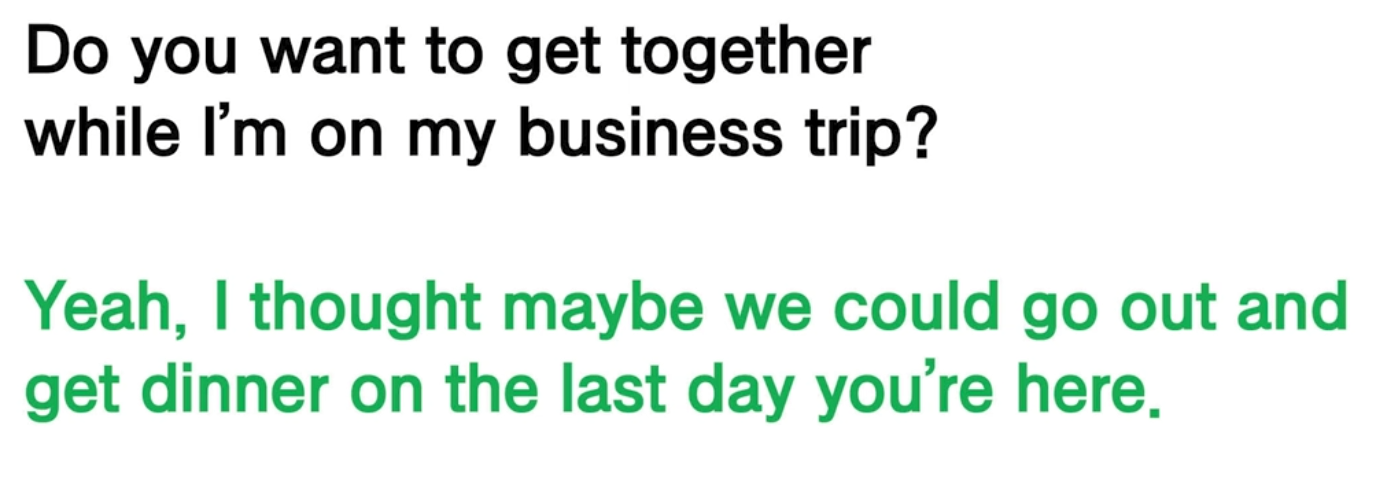 Do you want to get together
while I’m on my business trip?
Yeah, I thought maybe we could go out and
get dinner on the last day you’re here.